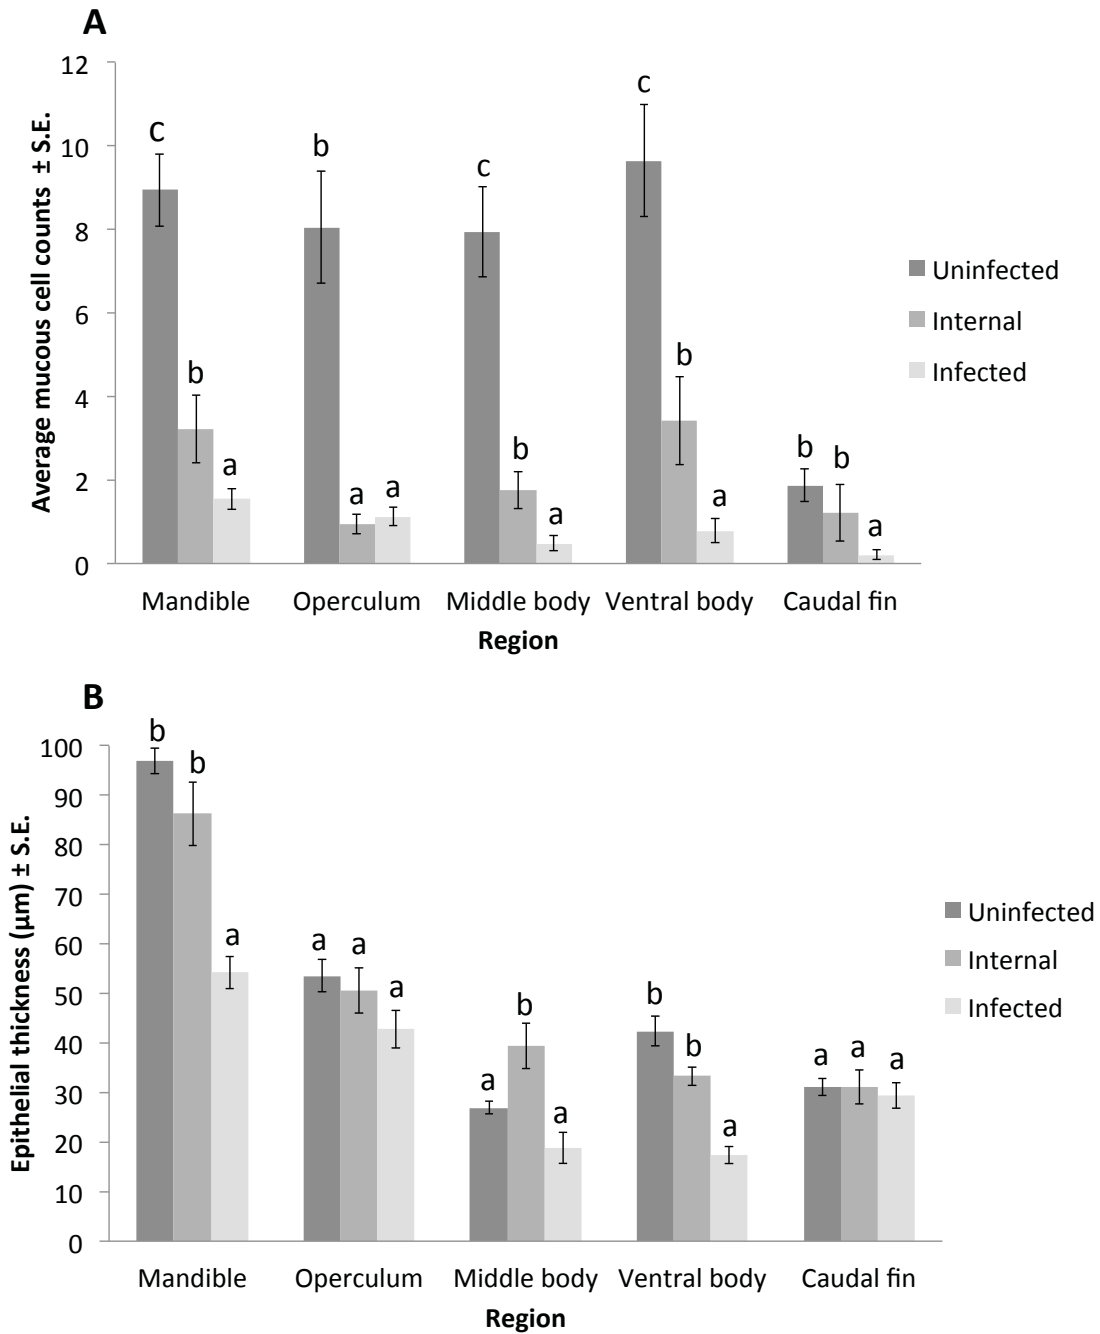 A
Average mucous cell counts ± S.E.
12
10
8
6
4
2
0
c
b
a
b
a
a
c
b
a
c
b
a
b
b
a
Mandible
Operculum
Middle body
Ventral body
Caudal fin
Region
Uninfected
Internal
Infected
B
Epithelial thickness (µm) ± S.E.
100
90
80
70
60
50
40
30
20
10
0
b
b
a
a
a
a
a
b
a
b
b
a
a
a
a
Mandible
Operculum
Middle body
Ventral body
Caudal fin
Region
Uninfected
Internal
Infected